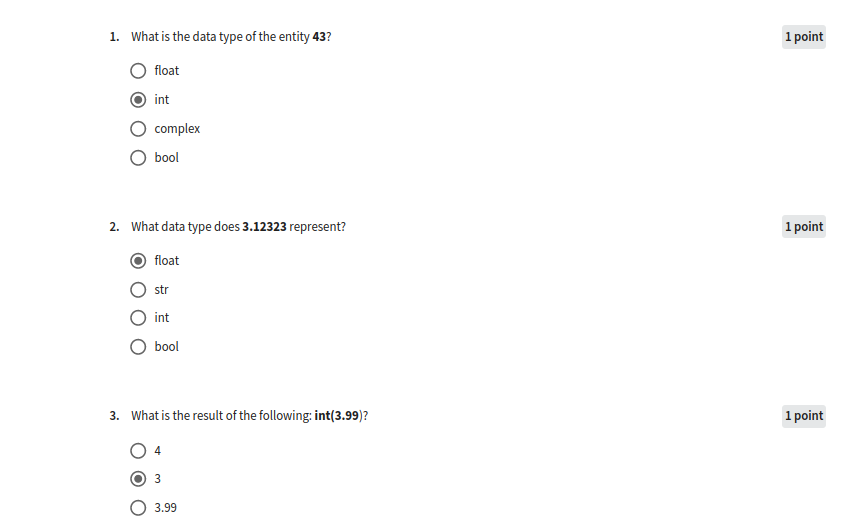 1. What is the data type of the entity 43?
1 point
float
int
complex
bool
2. What data type does 3.12323 represent?
1 point
float
str
int
bool
3. What is the result of the following: int(3.99)?
1 point
4
3
3.99